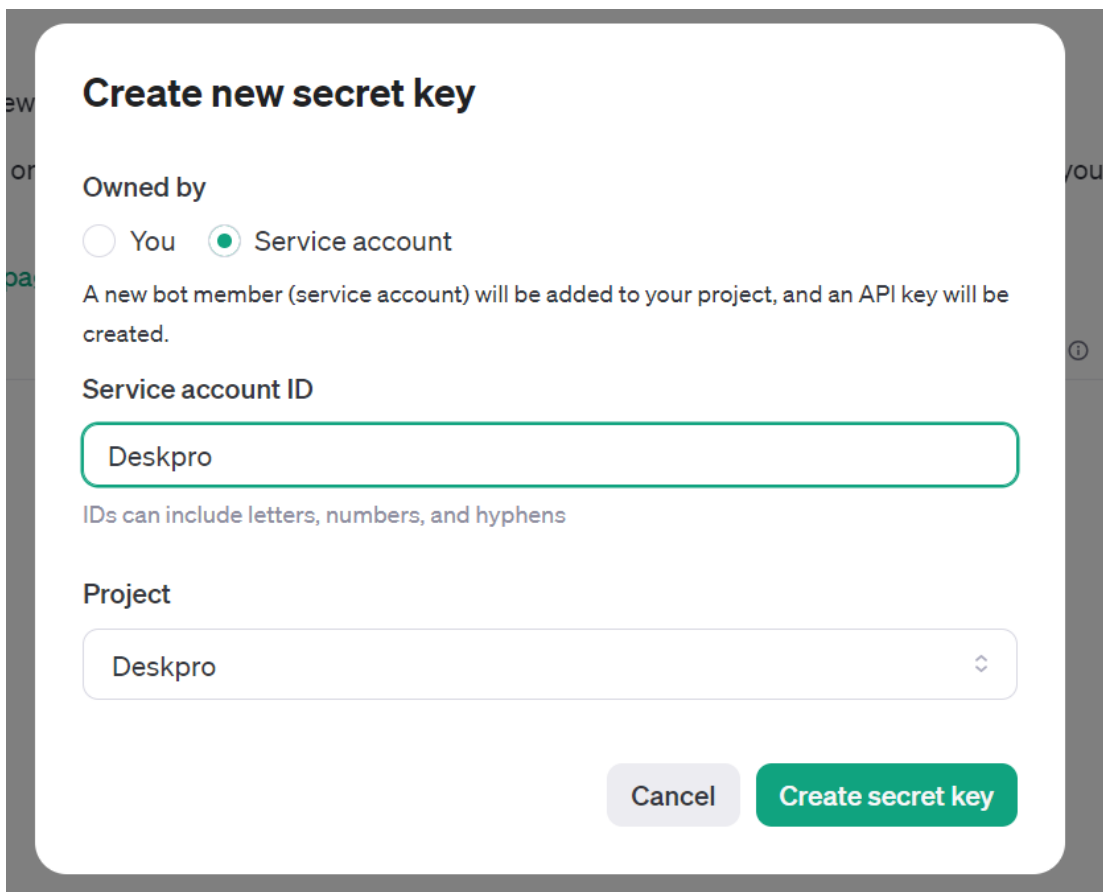 Create new secret key
Owned by
You
Service account
A new bot member (service account) will be added to your project, and an API key will be
created.
Service account ID
Deskpro
IDs can include letters, numbers, and hyphens
Project
Deskpro
Cancel
Create secret key